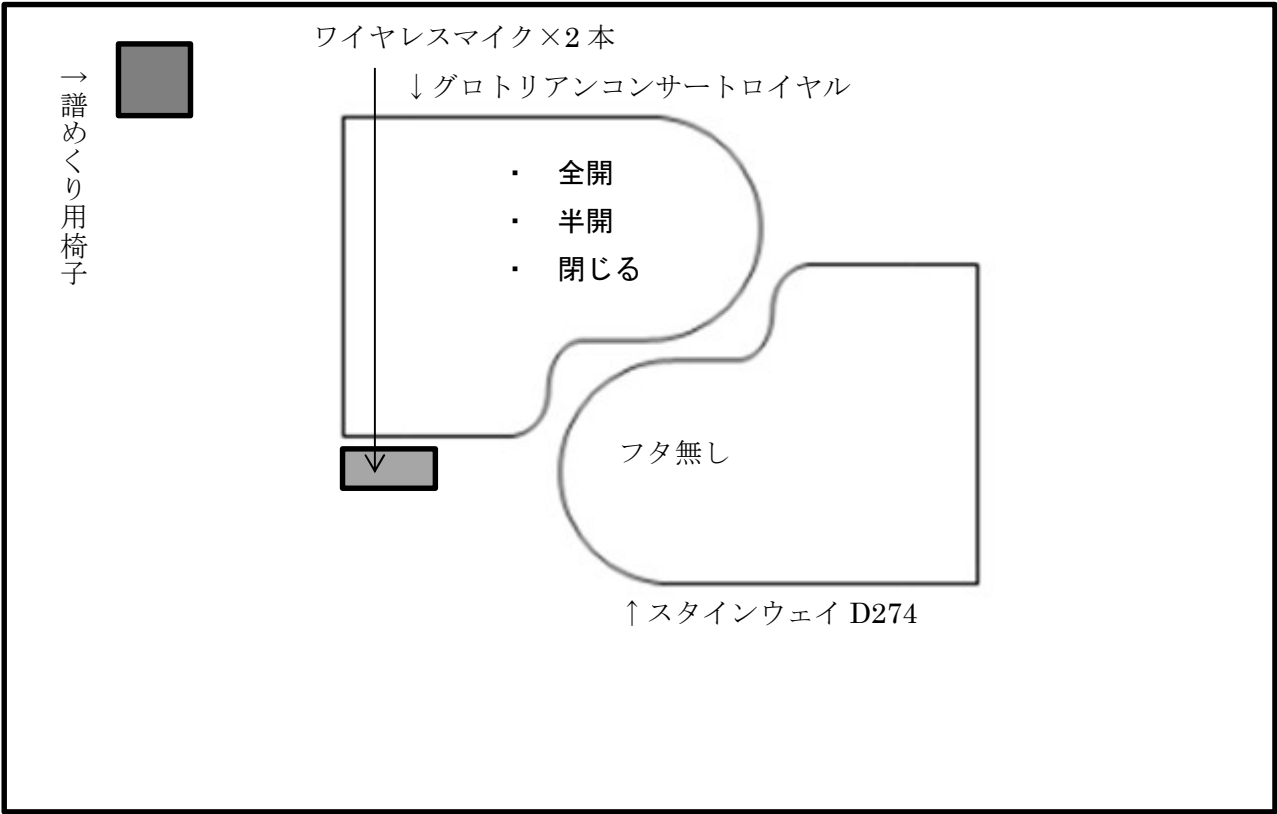 ワイヤレスマイク×2本
↓グロトリアンコンサートロイヤル
→譜めくり用椅子
・ 全開
・ 半開
・ 閉じる
フタ無し
↑スタインウェイ D274